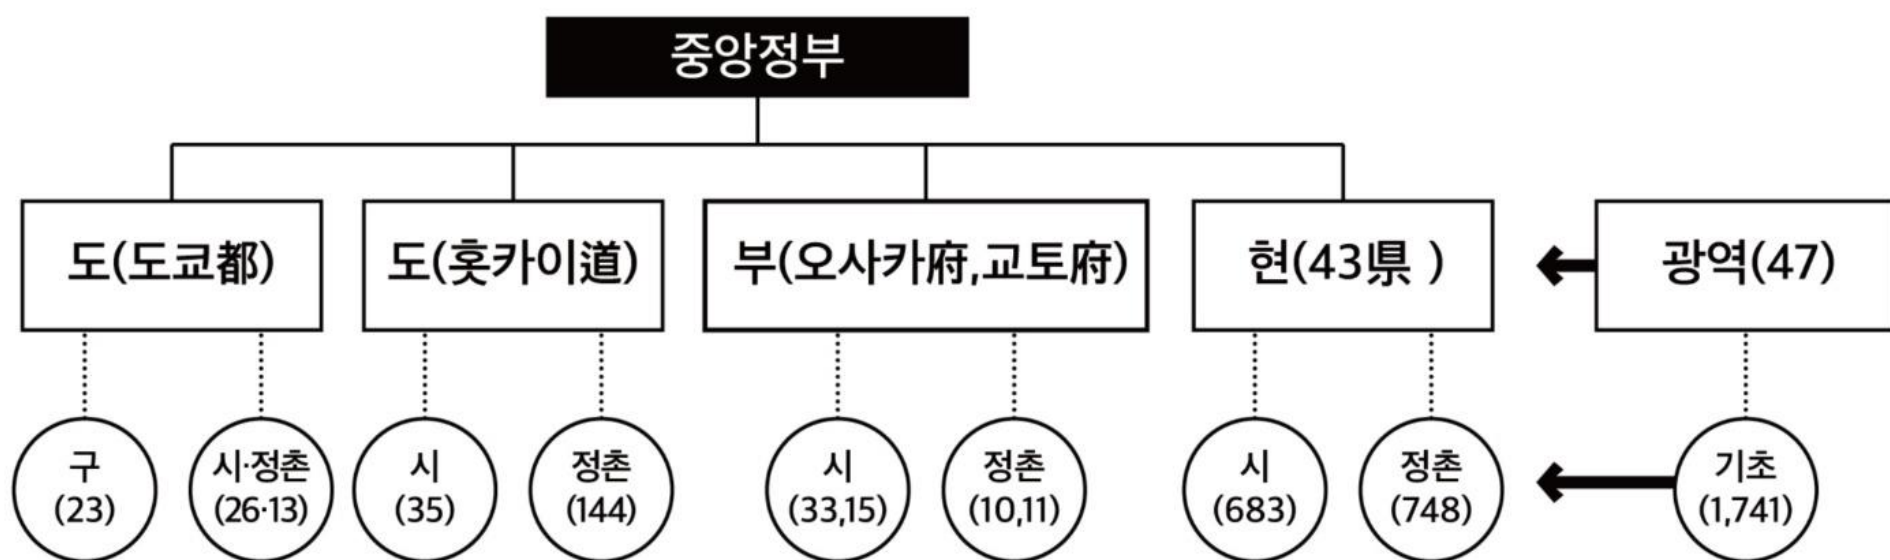 중앙정부
도(도쿄都)
도(홋카이道)
부(오사카府,교토府)
현(43県 )
광역(47)
구
(23)
시·정촌
(26·13)
시
(35)
정촌
(144)
시
(33,15)
정촌
(10,11)
시
(683)
정촌
(748)
기초
(1,741)